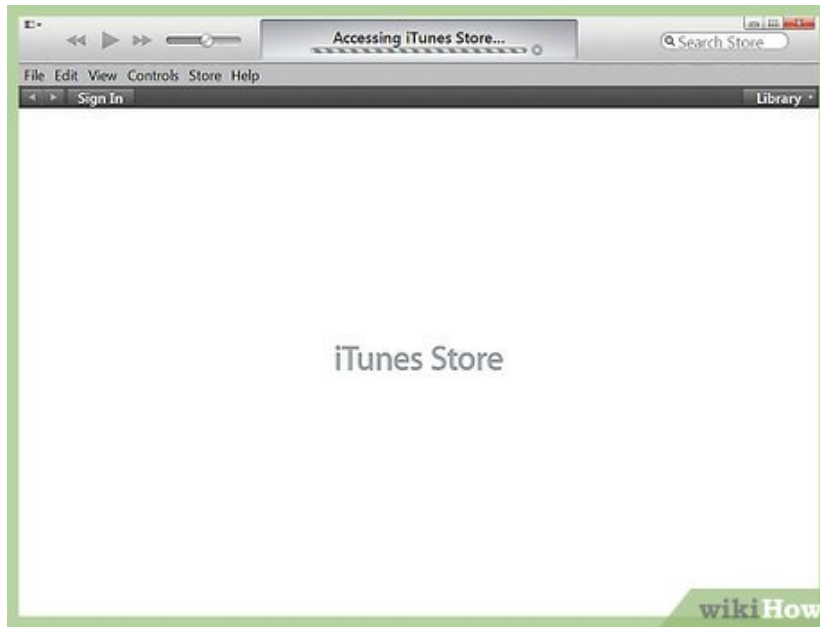 Accessing iTunes Store...
Search Store
File Edit View Controls Store Help
Sign In
Library
iTunes Store
wikiHow